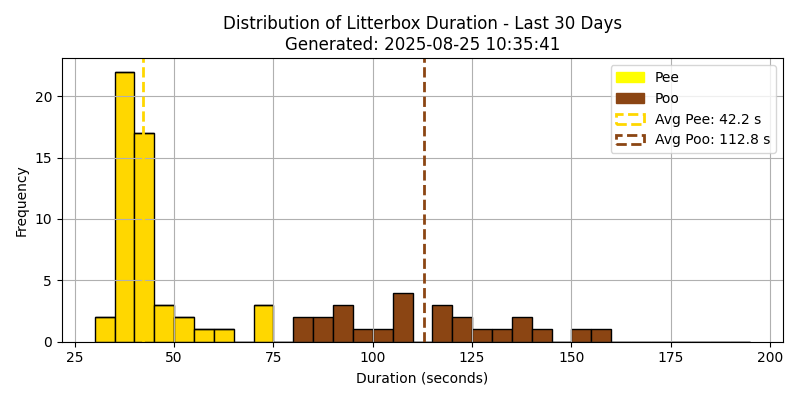 Distribution of Litterbox Duration - Last 30 Days
Generated: 2025-08-25 10:35:41
Pee
Poo
Avg Pee: 42.2 s
Avg Poo: 112.8 s
Frequency
20
15
10
5
0
25 50 75 100 125 150 175 200
Duration (seconds)